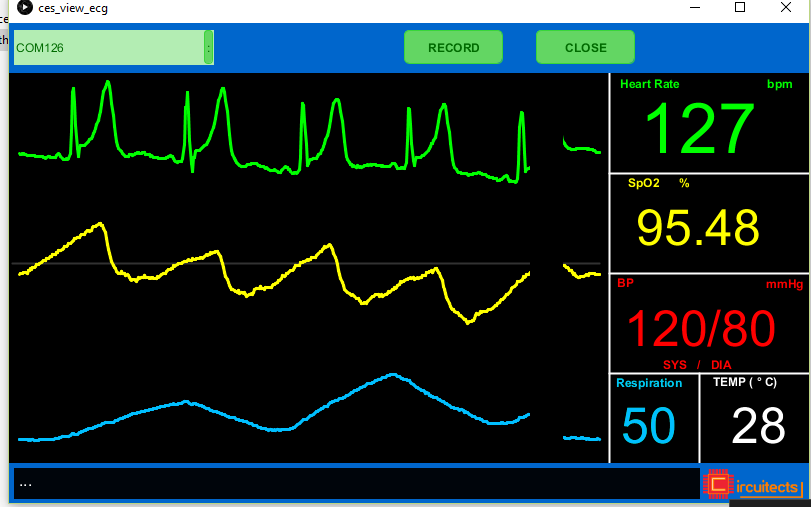 ces_view_ecg
COM126 :
RECORD CLOSE
Heart Rate bpm
127
SpO2 %
95.48
BP mmHg
120/80
SYS / DIA
Respiration TEMP ( ° C)
50 28
...
Circuitects